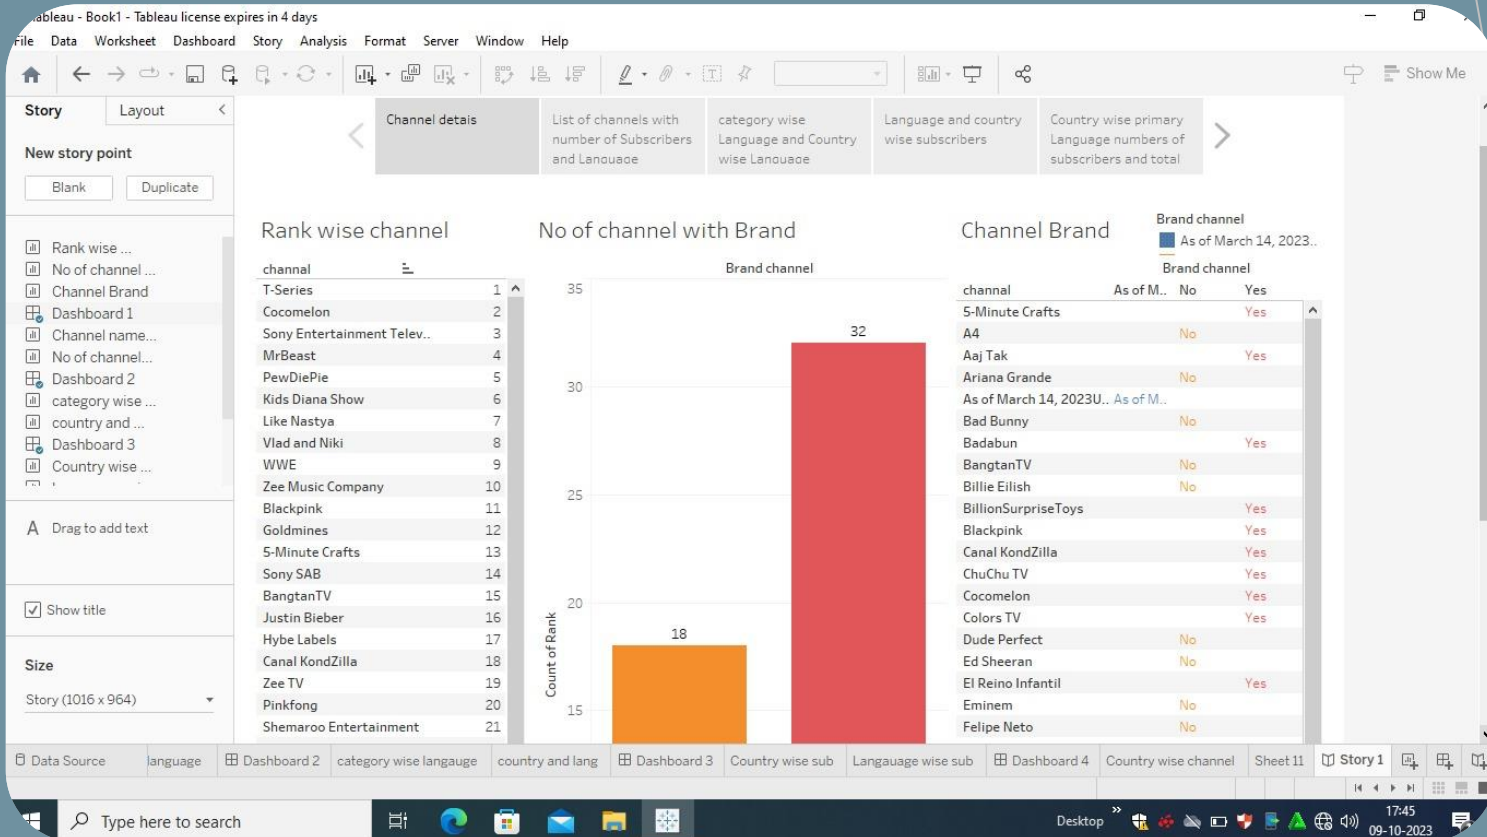 ableau - Book1 - Tableau license expires in 4 days
File Data Worksheet Dashboard Story Analysis Format Server Window Help
Show Me
Story Layout
New story point
Blank Duplicate
Rank wise ...
No of channel ...
Channel Brand
Dashboard 1
Channel name...
No of channel...
Dashboard 2
category wise ...
country and ...
Dashboard 3
Country wise ...
A Drag to add text
Show title
Size
Story (1016 x 964)
Channel detais
List of channels with
number of Subscribers
and Language
category wise
Language and Country
wise Language
Language and country
wise subscribers
Country wise primary
Language numbers of
subscribers and total
Rank wise channel
channal
T-Series 1
Cocomelon 2
Sony Entertainment Telev.. 3
MrBeast 4
PewDiePie 5
Kids Diana Show 6
Like Nastya 7
Vlad and Niki 8
WWE 9
Zee Music Company 10
Blackpink 11
Goldmines 12
5-Minute Crafts 13
Sony SAB 14
BangtanTV 15
Justin Bieber 16
Hybe Labels 17
Canal KondZilla 18
Zee TV 19
Pinkfong 20
Shemaroo Entertainment 21
No of channel with Brand
Brand channel
35
30
25
20
15
Count of Rank
32
18
Channel Brand
Brand channel
As of March 14, 2023..
Brand channel
channal As of M.. No Yes
5-Minute Crafts Yes
A4 No
Aaj Tak Yes
Ariana Grande No
As of March 14, 2023U.. As of M..
Bad Bunny No
Badabun Yes
BangtanTV No
Billie Eilish No
BillionSurpriseToys Yes
Blackpink Yes
Canal KondZilla Yes
ChuChu TV Yes
Cocomelon Yes
Colors TV Yes
Dude Perfect No
Ed Sheeran No
El Reino Infantil Yes
Eminem No
Felipe Neto No
Data Source language Dashboard 2 category wise langauge country and lang Dashboard 3 Country wise sub Langauage wise sub Dashboard 4 Country wise channel Sheet 11 Story 1
Type here to search
Desktop
17:45
09-10-2023